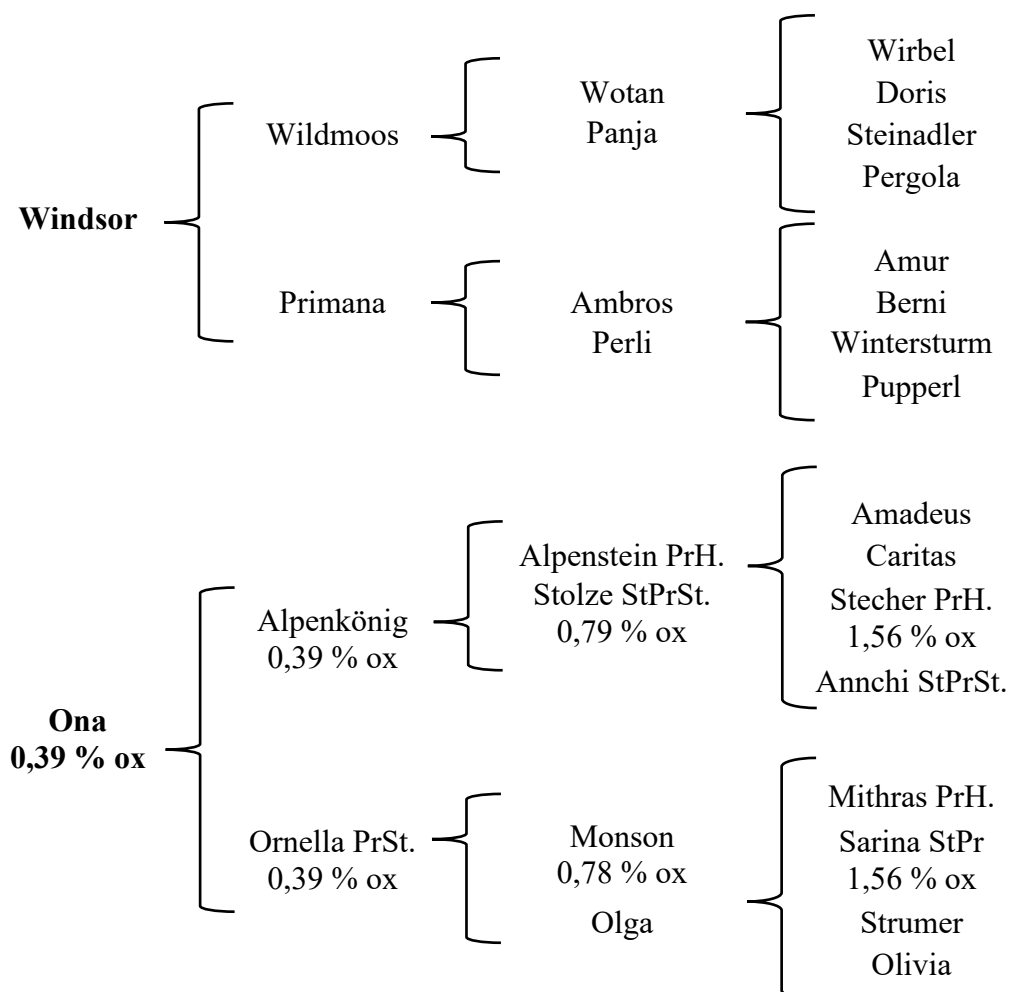 Windsor
Wildmoos
Primana
Wotan
Panja
Ambros
Perli
Wirbel
Doris
Steinadler
Pergola
Amur
Berni
Wintersturm
Pupperl
Ona
0,39 % ox
Alpenkönig
0,39 % ox
Ornella PrSt.
0,39 % ox
Alpenstein PrH.
Stolze StPrSt.
0,79 % ox
Monson
0,78 % ox
Olga
Amadeus
Caritas
Stecher PrH.
1,56 % ox
Annchi StPrSt.
Mithras PrH.
Sarina StPr
1,56 % ox
Strumer
Olivia